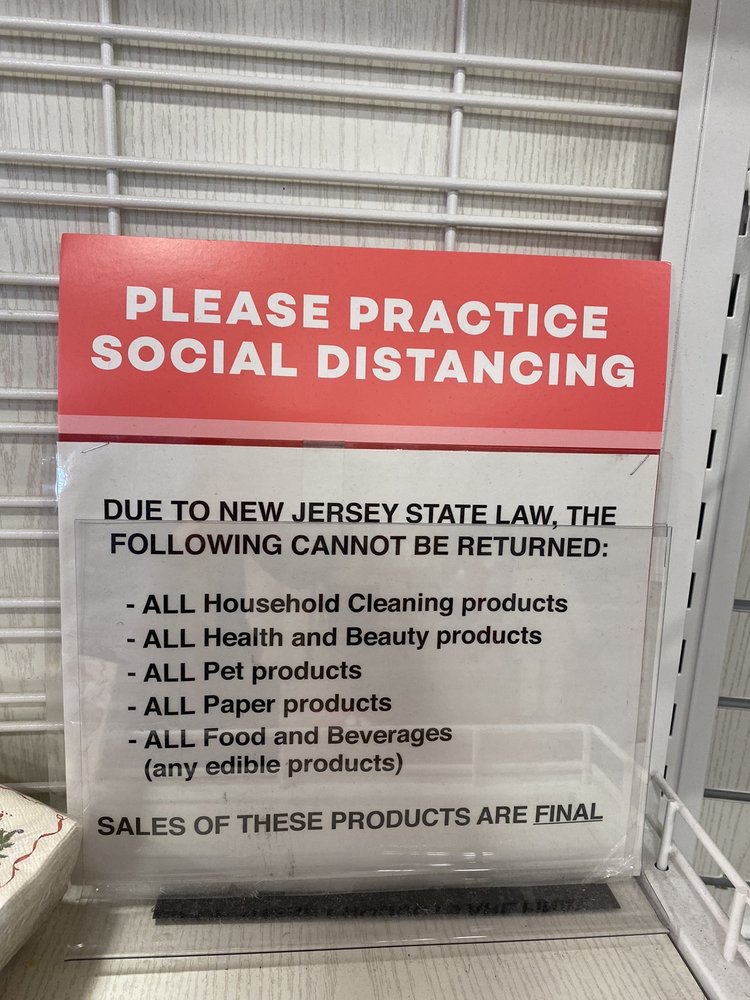 PLEASE PRACTICE
SOCIAL DISTANCING
DUE TO NEW JERSEY STATE LAW, THE
FOLLOWING CANNOT BE RETURNED:
- ALL Household Cleaning products
- ALL Health and Beauty products
- ALL Pet products
- ALL Paper products
- ALL Food and Beverages
(any edible products)
SALES OF THESE PRODUCTS ARE FINAL